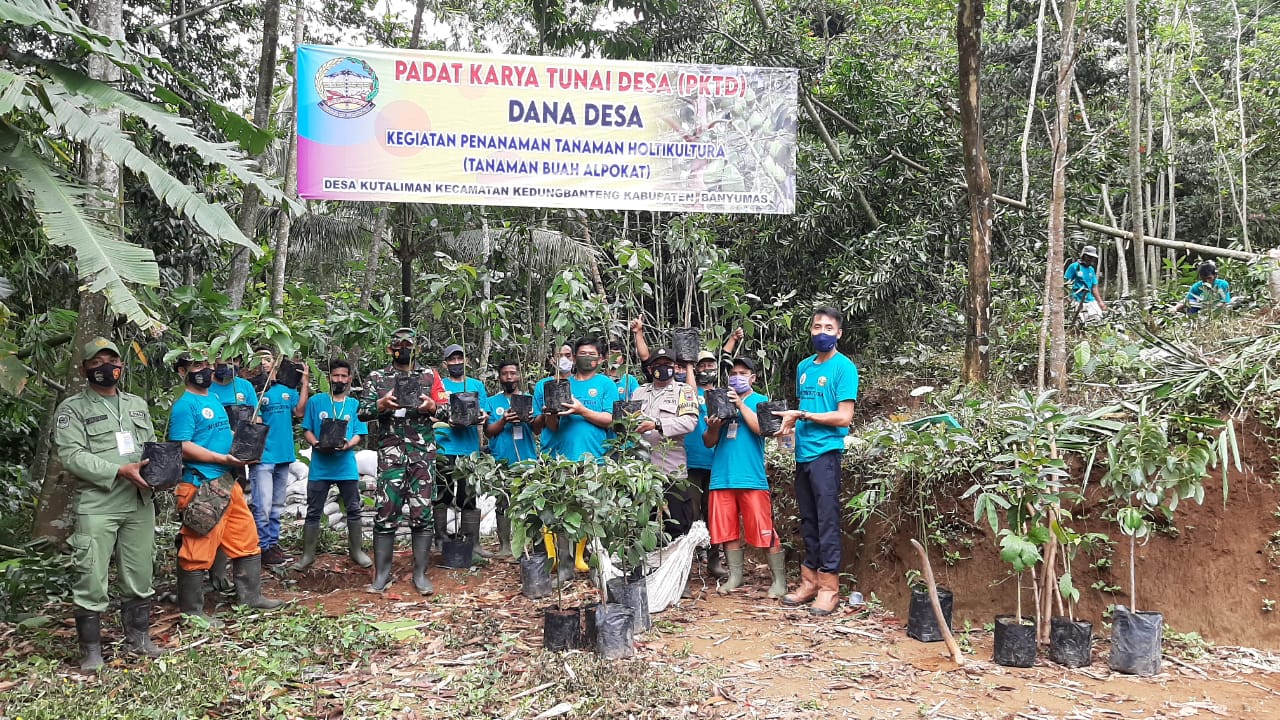 PADAT KARYA TUNAI DESA (PKTD)
DANA DESA
KEGIATAN PENANAMAN TANAMAN HOLTIKULTURA
(TANAMAN BUAH ALPOKAT)
DESA KUTALIMAN KECAMATAN KEDUNGBANTENG KABUPATEN BANYUMAS